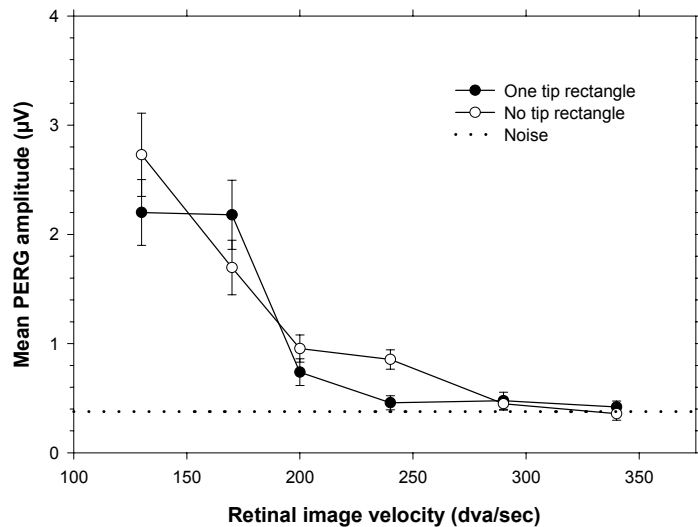 4
3
2
1
0
100 150 200 250 300 350
Mean PERG amplitude (µV)
Retinal image velocity (dva/sec)
One tip rectangle
No tip rectangle
Noise